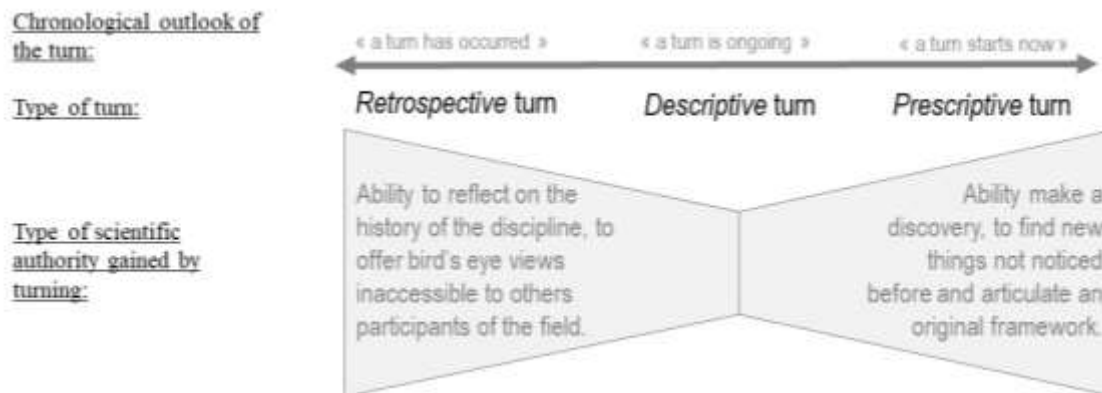 Chronological outlook of
the turn:
« a turn has occurred »
« a turn is ongoing »
« a turn starts now »
Type of turn:
Retrospective turn
Descriptive turn
Prescriptive turn
Type of scientific
authority gained by
turning:
Ability to reflect on the
history of the discipline, to
offer bird's eye views
inaccessible to others
participants of the field.
Ability make a
discovery, to find new
things not noticed
before and articulate an
original framework.